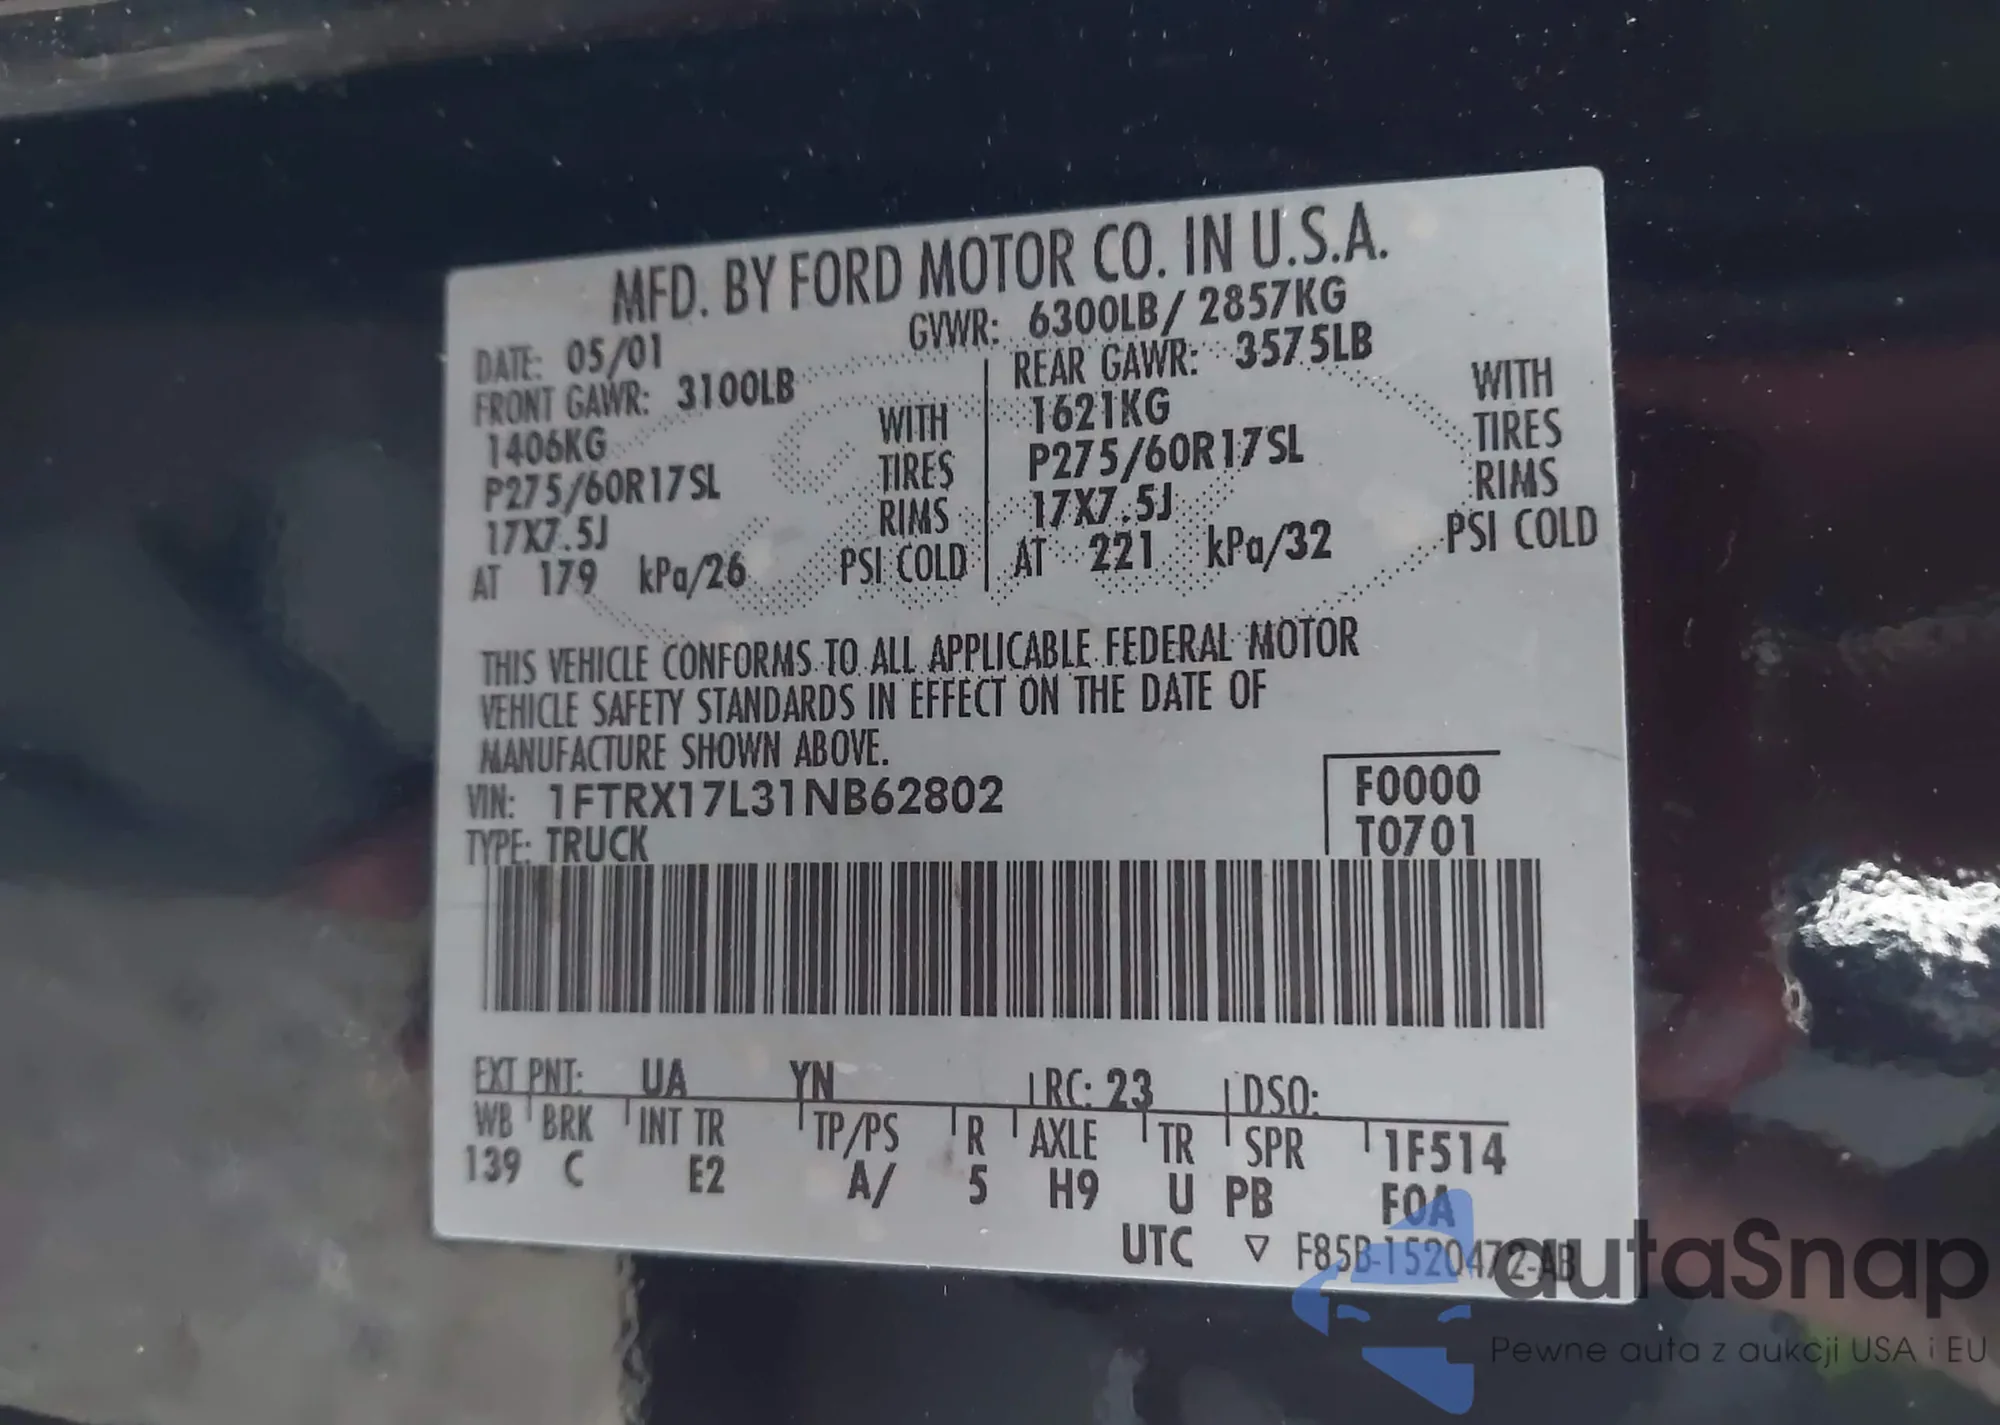 MFD. BY FORD MOTOR CO. IN U.S.A.
DATE: 05/01 GVWR: 6300LB/ 2857KG
FRONT GAWR: 3100LB REAR GAWR: 3575LB
1406KG WITH 1621KG WITH
P275/60R17SL TIRES P275/60R17SL TIRES
17X7.5J RIMS 17X7.5J RIMS
AT 179 kPa/26 PSI COLD AT 221 kPa/32 PSI COLD
THIS VEHICLE CONFORMS TO ALL APPLICABLE FEDERAL MOTOR
VEHICLE SAFETY STANDARDS IN EFFECT ON THE DATE OF
MANUFACTURE SHOWN ABOVE.
VIN: 1FTRX17L31NB62802 F0000
TYPE: TRUCK T0701
EXT PNT: UA YN RC: 23 DSO:
WB BRK INT TR TP/PS R AXLE TR SPR 1F514
139 C E2 A/ 5 H9 U PB F0A
UTC ▽ F85B-1520472-AB
autaSnap
Pewne auta z aukcji USA i EU